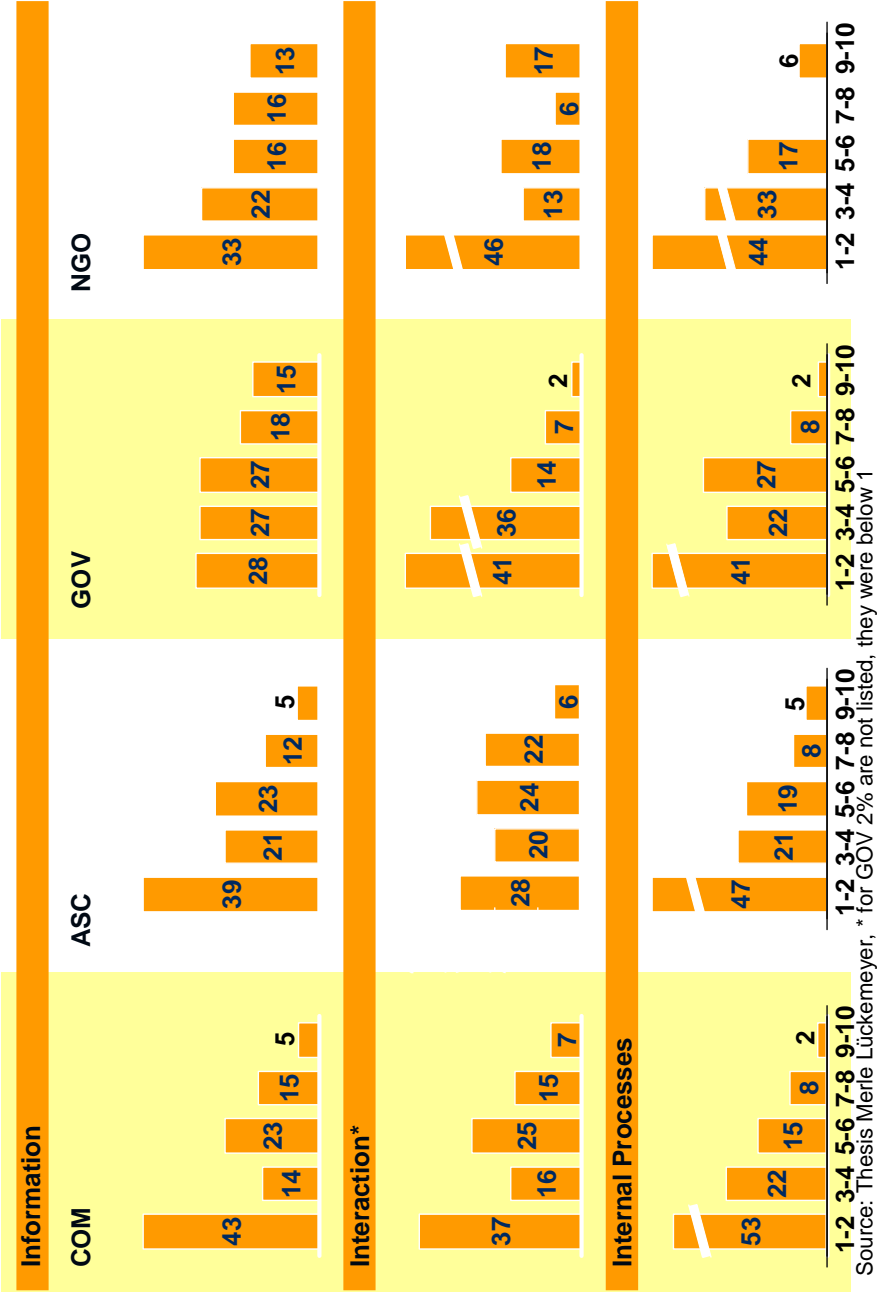 Information
COM ASC GOV NGO
43 14 23 15 5 39 21 23 12 5 28 27 27 18 15 33 22 16 16 13
Interaction*
37 16 25 15 7 28 20 24 22 6 41 36 14 7 2 46 13 18 6 17
Internal Processes
53 22 15 8 2 47 21 19 8 5 41 22 27 8 2 44 33 17 6
1-2 3-4 5-6 7-8 9-10 1-2 3-4 5-6 7-8 9-10 1-2 3-4 5-6 7-8 9-10 1-2 3-4 5-6 7-8 9-10
Source: Thesis Merle Lückemeyer, * for GOV 2% are not listed, they were below 1